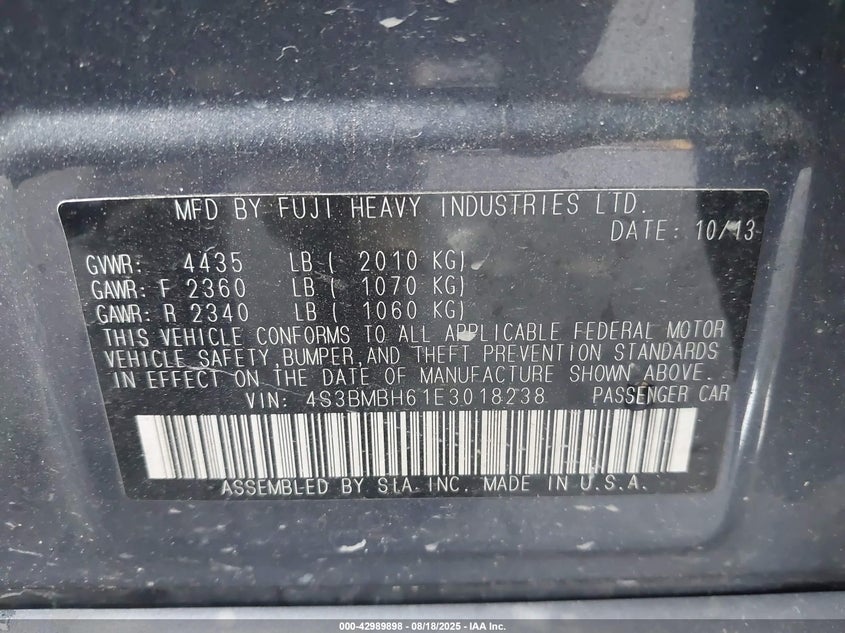 MFD BY FUJI HEAVY INDUSTRIES LTD.
DATE: 10/13
GVWR: 4435 LB ( 2010 KG)
GAWR: F 2360 LB ( 1070 KG)
GAWR: R 2340 LB ( 1060 KG)
THIS VEHICLE CONFORMS TO ALL APPLICABLE FEDERAL MOTOR
VEHICLE SAFETY, BUMPER, AND THEFT PREVENTION STANDARDS
IN EFFECT ON THE DATE OF MANUFACTURE SHOWN ABOVE.
VIN: 4S3BMBH61E3018238 PASSENGER CAR
ASSEMBLED BY SIA, INC. MADE IN U.S.A.
000-42989898 - 08/18/2025 - IAA Inc.